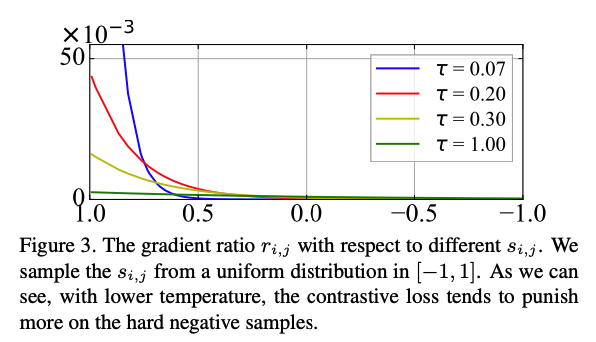 ×10⁻³
50
τ = 0.07
τ = 0.20
τ = 0.30
τ = 1.00
0
1.0 0.5 0.0 −0.5 −1.0
Figure 3. The gradient ratio rᵢ,ⱼ with respect to different sᵢ,ⱼ. We
sample the sᵢ,ⱼ from a uniform distribution in [−1, 1]. As we can
see, with lower temperature, the contrastive loss tends to punish
more on the hard negative samples.